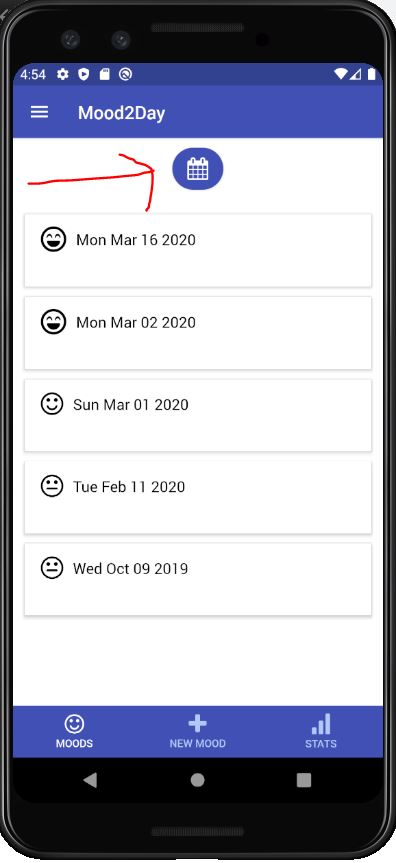 4:54
Mood2Day
Mon Mar 16 2020
Mon Mar 02 2020
Sun Mar 01 2020
Tue Feb 11 2020
Wed Oct 09 2019
MOODS
NEW MOOD
STATS